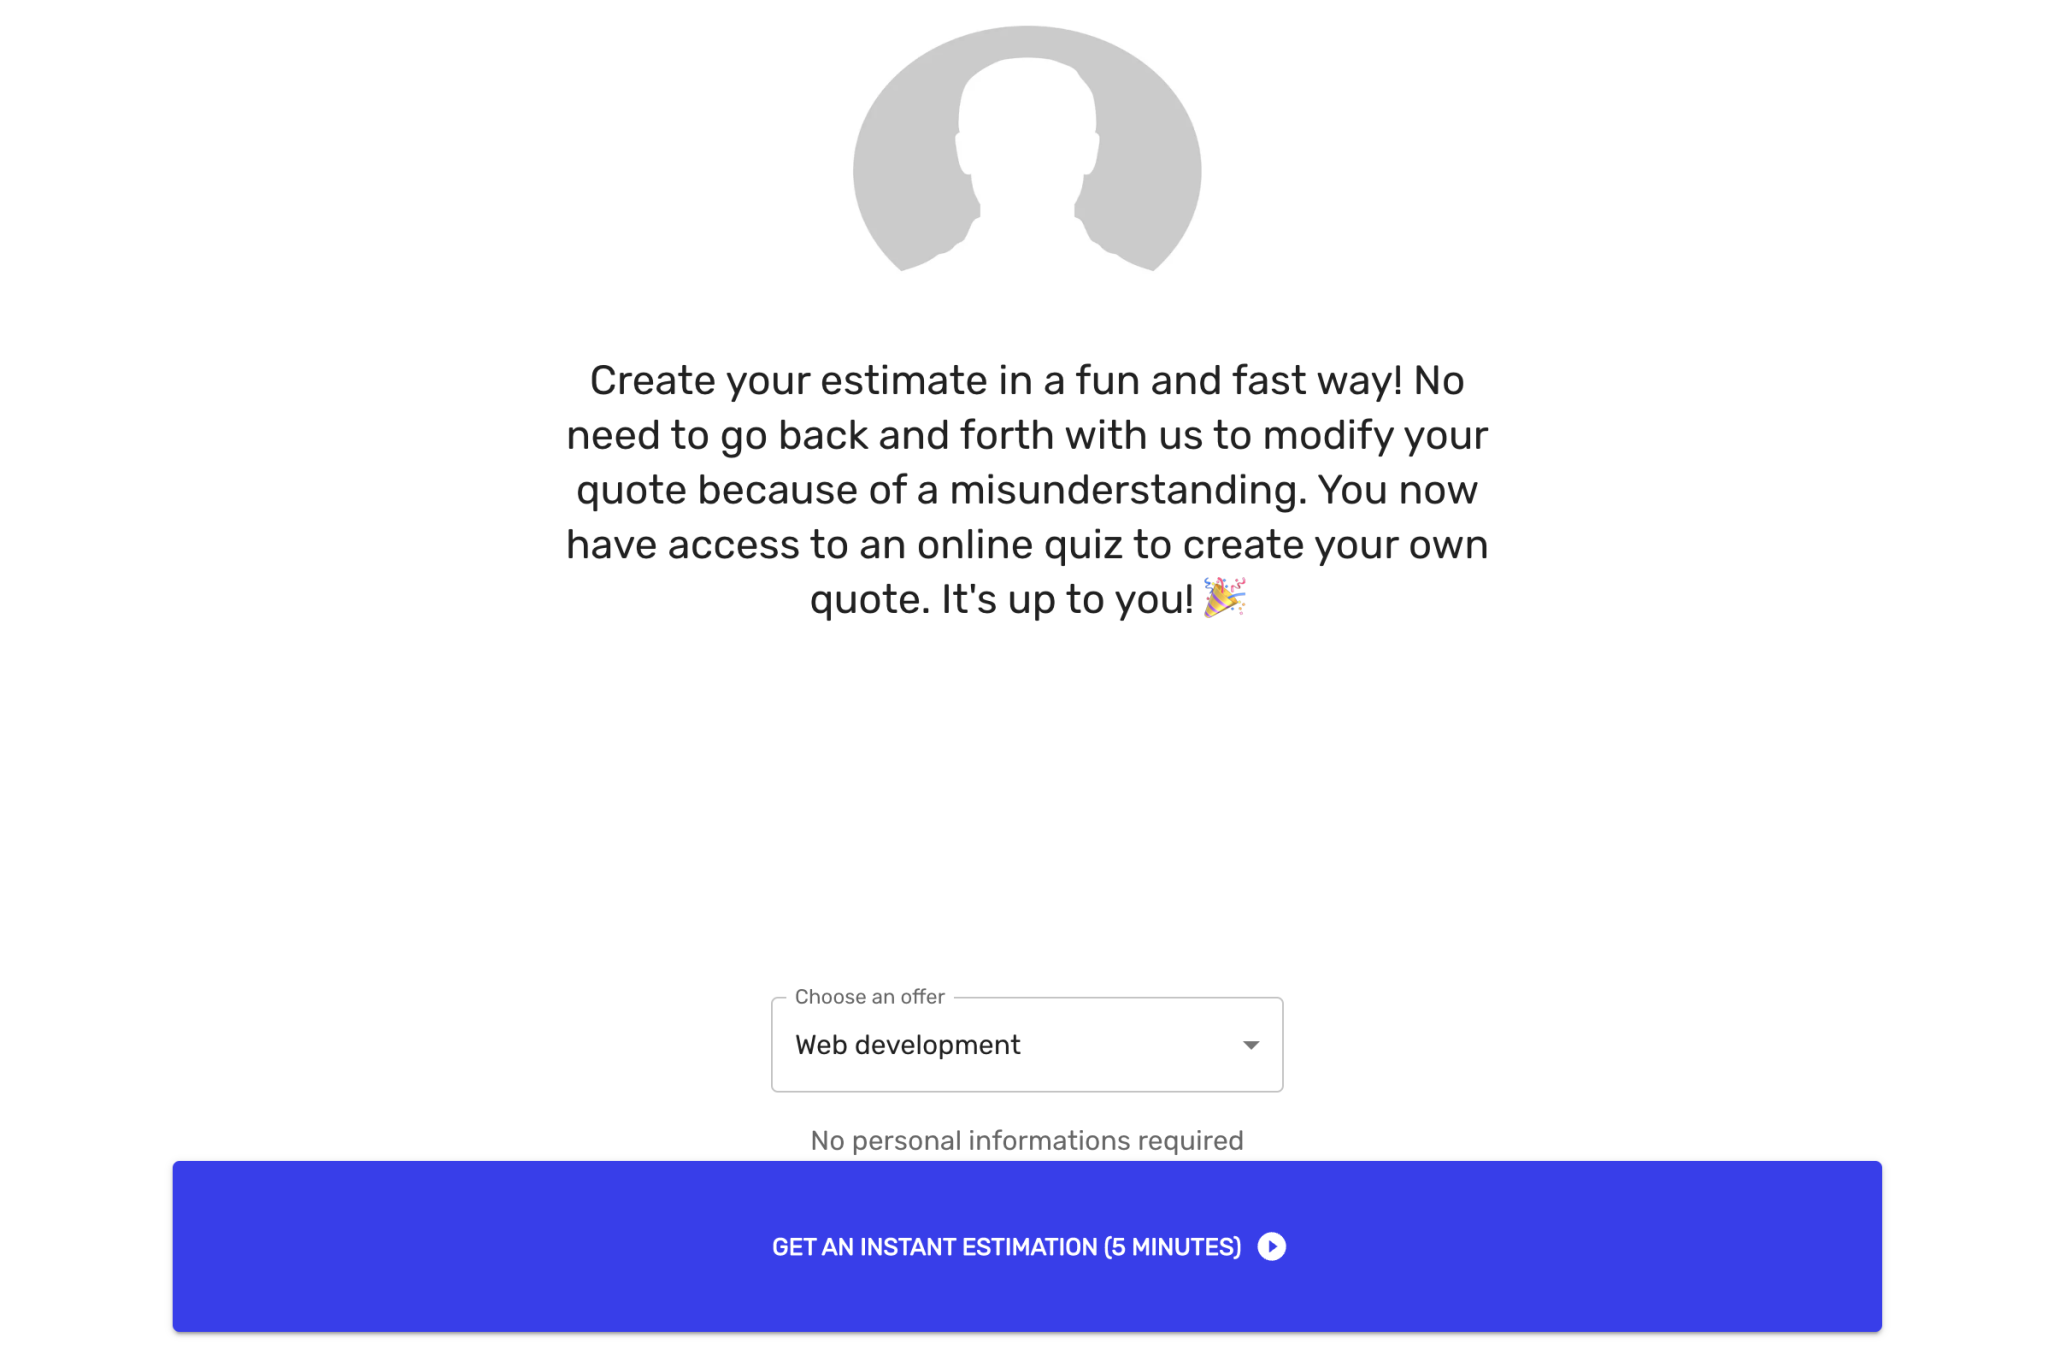 Create your estimate in a fun and fast way! No
need to go back and forth with us to modify your
quote because of a misunderstanding. You now
have access to an online quiz to create your own
quote. It's up to you! 🎉
Choose an offer
Web development
No personal informations required
GET AN INSTANT ESTIMATION (5 MINUTES)